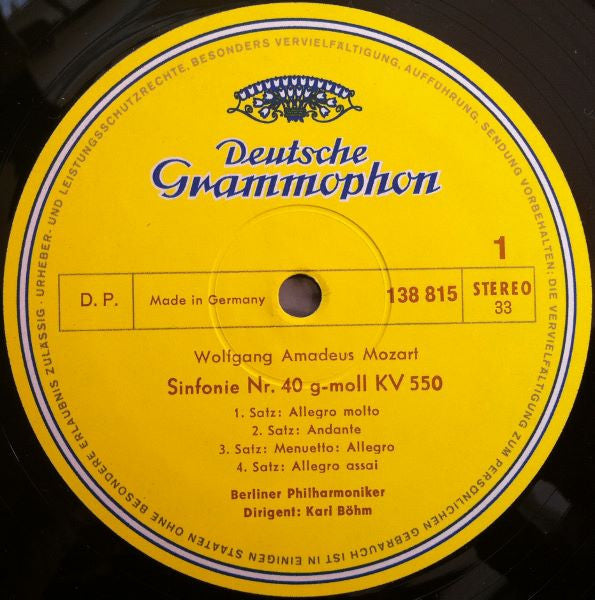 URHEBER- UND LEISTUNGSSCHUTZRECHTE, BESONDERS VERVIELFÄLTIGUNG, AUFFÜHRUNG, SENDUNG VORBEHALTEN; DIE VERVIELFÄLTIGUNG ZUM PERSÖNLICHEN GEBRAUCH IST IN EINIGEN STAATEN OHNE BESONDERE ERLAUBNIS ZULÄSSIG -
Deutsche
Grammophon
1
D. P.
Made in Germany
138 815
STEREO
33
Wolfgang Amadeus Mozart
Sinfonie Nr. 40 g-moll KV 550
1. Satz: Allegro molto
2. Satz: Andante
3. Satz: Menuetto: Allegro
4. Satz: Allegro assai
Berliner Philharmoniker
Dirigent: Karl Böhm